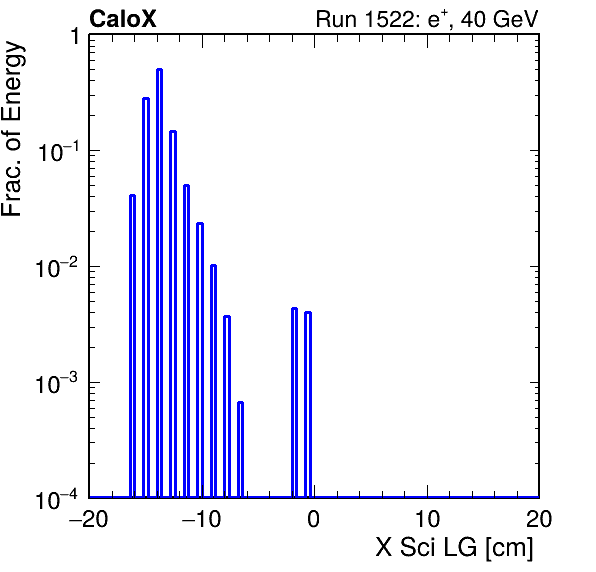 CaloX Run 1522: e⁺, 40 GeV
Frac. of Energy
1
10⁻¹
10⁻²
10⁻³
10⁻⁴
−20 −10 0 10 20
X Sci LG [cm]